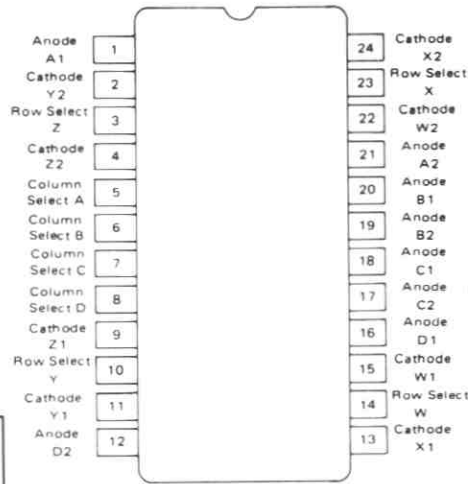 Anode
A1
1
Cathode
Y2
2
Row Select
Z
3
Cathode
Z2
4
Column
Select A
5
Column
Select B
6
Column
Select C
7
Column
Select D
8
Cathode
Z1
9
Row Select
Y
10
Cathode
Y1
11
Anode
D2
12
24
Cathode
X2
23
Row Select
X
22
Cathode
W2
21
Anode
A2
20
Anode
B1
19
Anode
B2
18
Anode
C1
17
Anode
C2
16
Anode
D1
15
Cathode
W1
14
Row Select
W
13
Cathode
X1